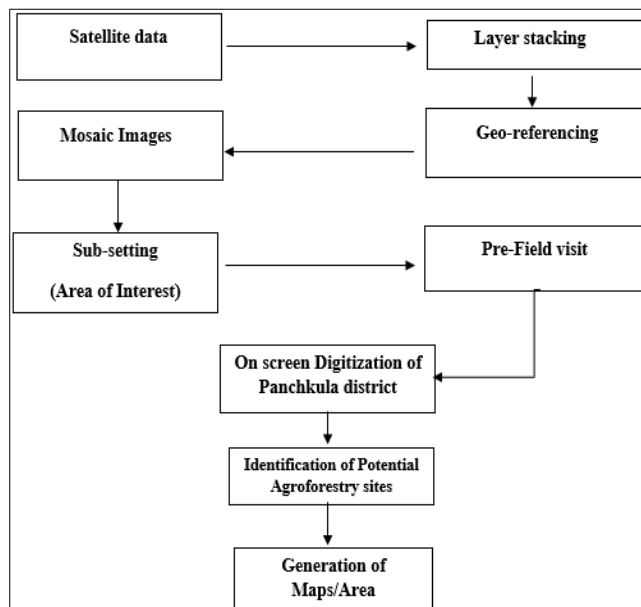 Satellite data
Layer stacking
Geo-referencing
Mosaic Images
Sub-setting
(Area of Interest)
Pre-Field visit
On screen Digitization of
Panchkula district
Identification of Potential
Agroforestry sites
Generation of
Maps/Area